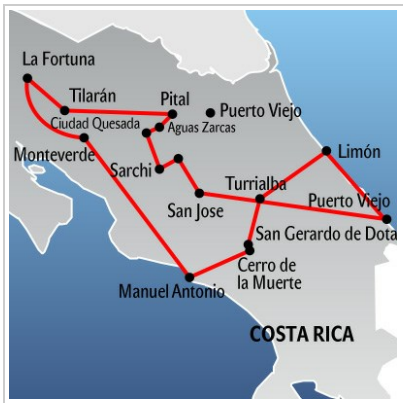 La Fortuna
Tilarán
Pital
Puerto Viejo
Ciudad Quesada
Aguas Zarcas
Monteverde
Limón
Sarchi
Turrialba
Puerto Viejo
San Jose
San Gerardo de Dota
Cerro de
la Muerte
Manuel Antonio
COSTA RICA